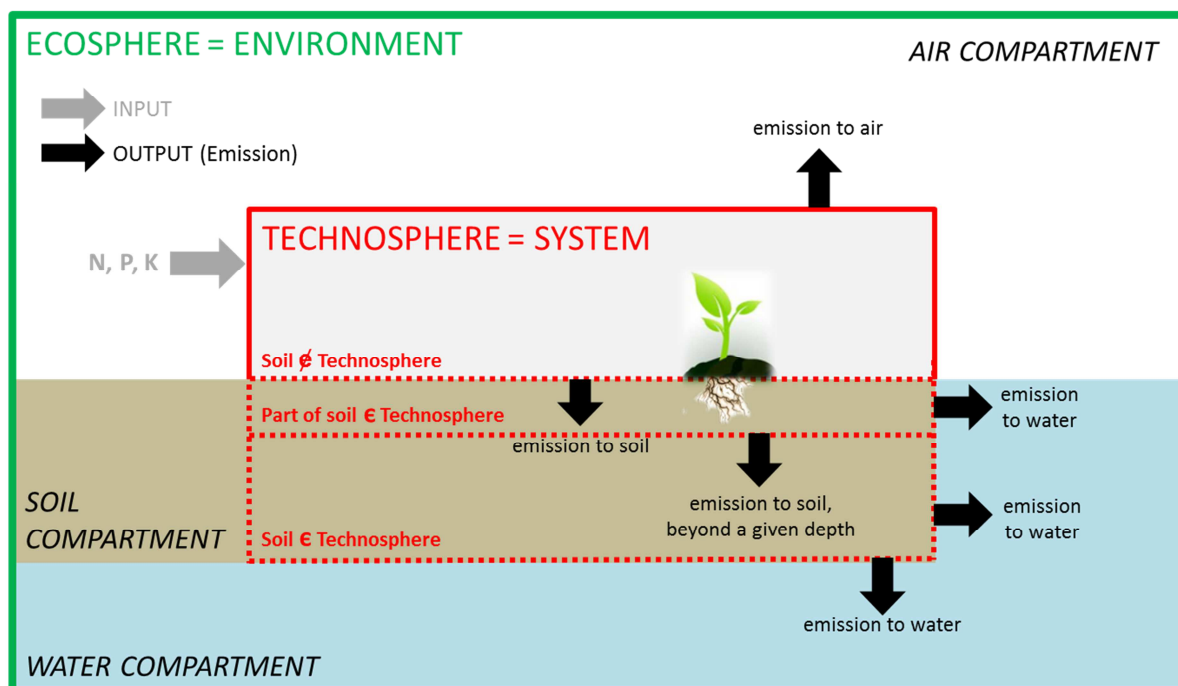 ECOSPHERE = ENVIRONMENT
AIR COMPARTMENT
INPUT
OUTPUT (Emission)
emission to air
TECHNOSPHERE = SYSTEM
N, P, K
Soil ∉ Technosphere
Part of soil ϵ Technosphere
emission
to water
emission to soil
SOIL
COMPARTMENT
emission to soil,
beyond a given depth
emission
to water
Soil ϵ Technosphere
emission to water
WATER COMPARTMENT